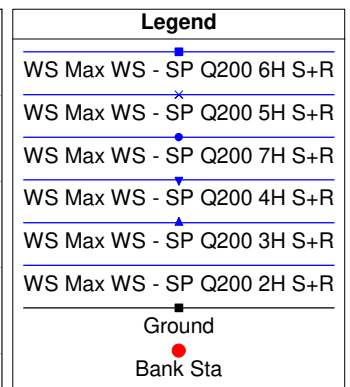 Legend
WS Max WS - SP Q200 6H S+R
WS Max WS - SP Q200 5H S+R
WS Max WS - SP Q200 7H S+R
WS Max WS - SP Q200 4H S+R
WS Max WS - SP Q200 3H S+R
WS Max WS - SP Q200 2H S+R
Ground
Bank Sta